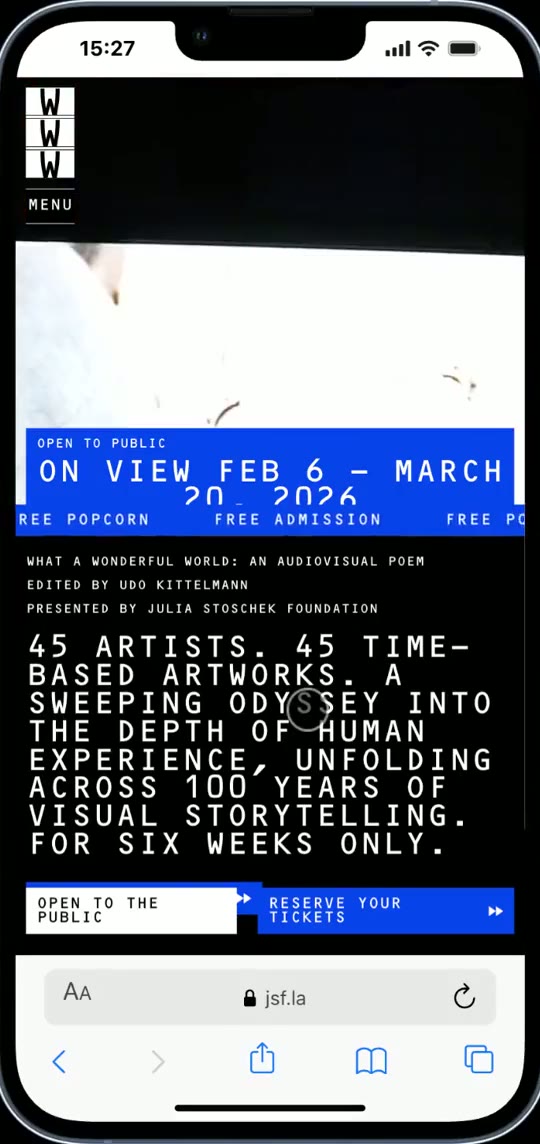 15:27
W
W
W
MENU
OPEN TO PUBLIC
ON VIEW FEB 6 – MARCH
20, 2026
REE POPCORN FREE ADMISSION FREE PO
WHAT A WONDERFUL WORLD: AN AUDIOVISUAL POEM
EDITED BY UDO KITTELMANN
PRESENTED BY JULIA STOSCHEK FOUNDATION
45 ARTISTS. 45 TIME-
BASED ARTWORKS. A
SWEEPING ODYSSEY INTO
THE DEPTH OF HUMAN
EXPERIENCE, UNFOLDING
ACROSS 100 YEARS OF
VISUAL STORYTELLING.
FOR SIX WEEKS ONLY.
OPEN TO THE
PUBLIC
RESERVE YOUR
TICKETS
AA
jsf.la